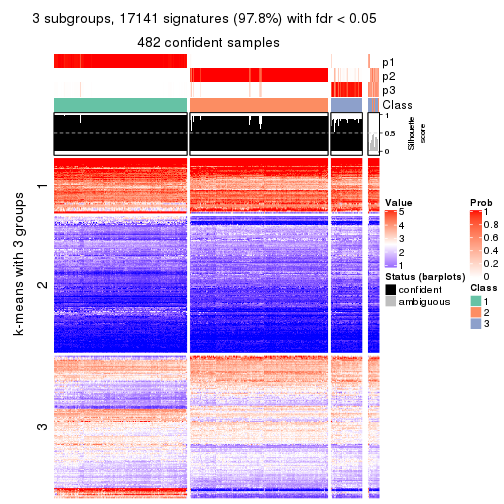 3 subgroups, 17141 signatures (97.8%) with fdr < 0.05
482 confident samples
p1
p2
p3
Class
1
0.5
0
Silhouette
score
k-means with 3 groups
1
2
3
Value
5
4
3
2
1
Status (barplots)
confident
ambiguous
Prob
1
0.8
0.6
0.4
0.2
0
Class
1
2
3